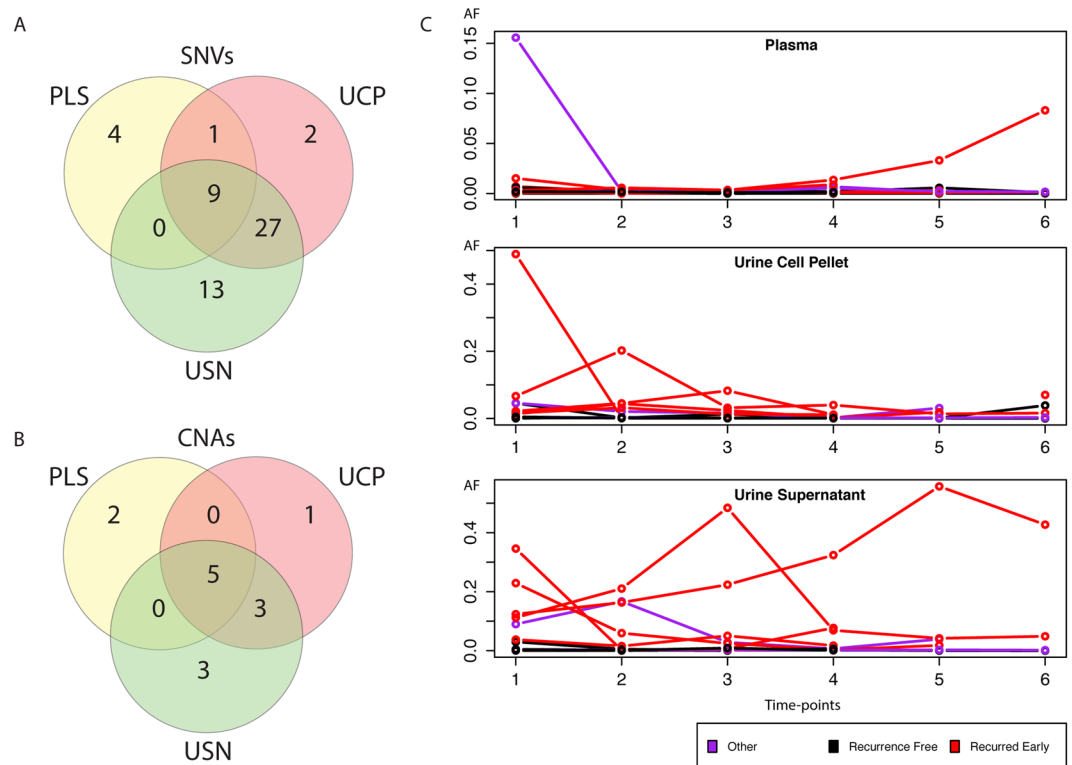 A
SNVs
PLS
UCP
4
1
2
9
0
27
13
USN
B
CNAs
PLS
UCP
2
0
1
5
0
3
3
USN
C
AF
Plasma
0.15
0.10
0.05
0.00
1 2 3 4 5 6
AF
Urine Cell Pellet
0.4
0.2
0.0
1 2 3 4 5 6
AF
Urine Supernatant
0.4
0.2
0.0
1 2 3 4 5 6
Time-points
Other Recurrence Free Recurred Early